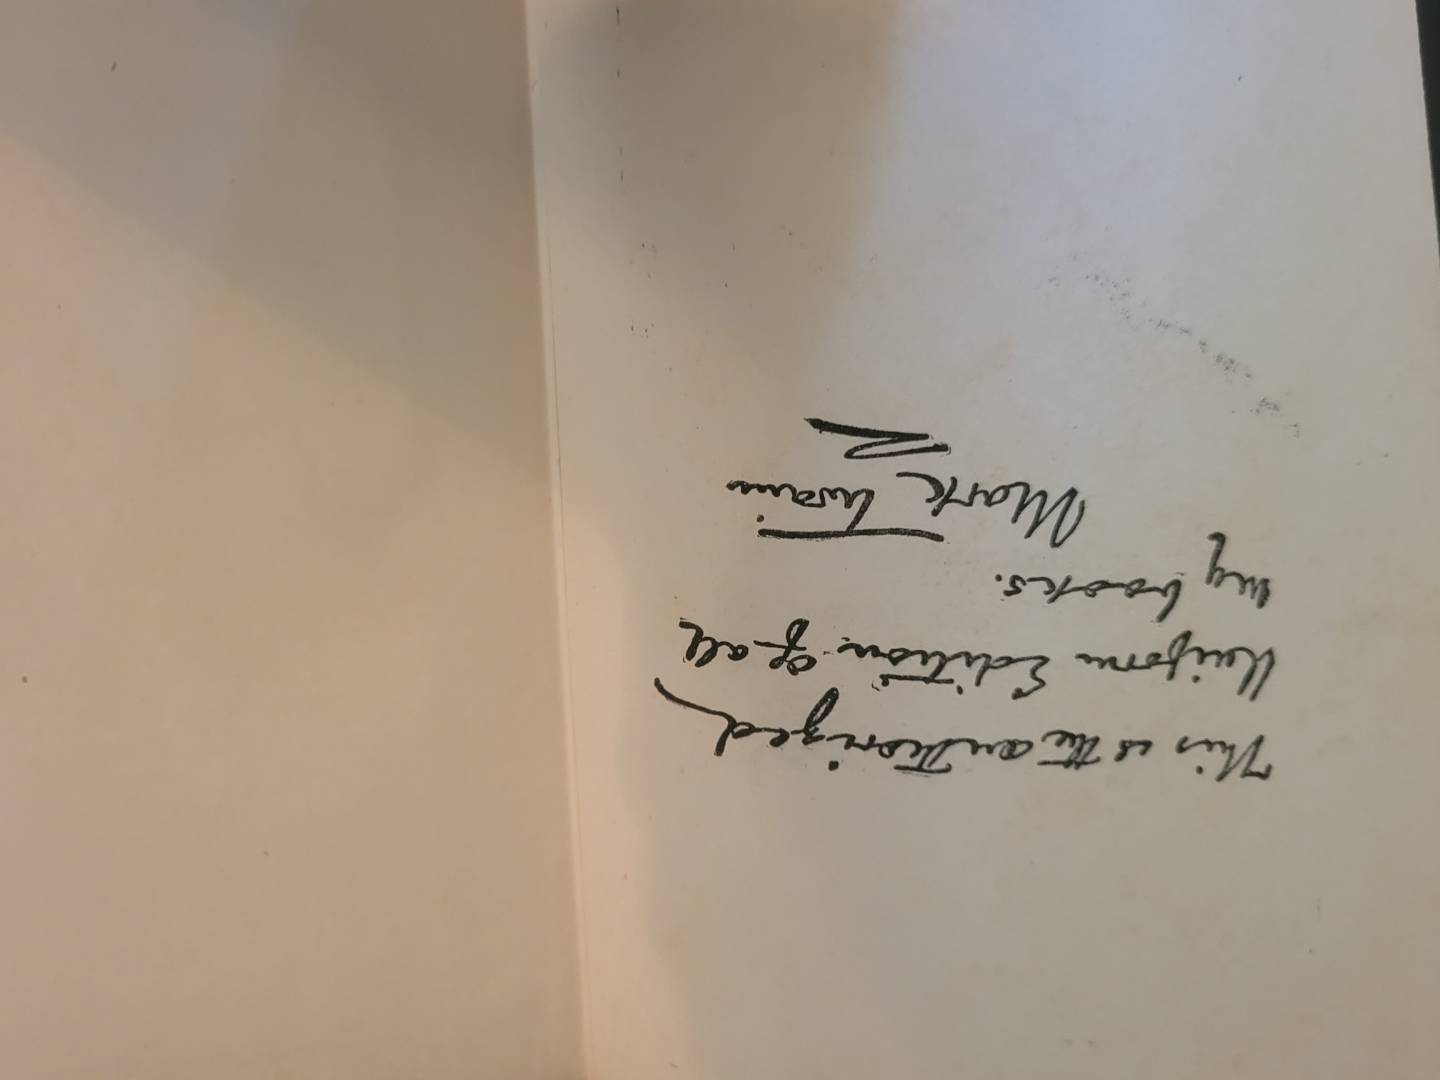 This is the authorized
Uniform Edition of all
my books.
Mark Twain